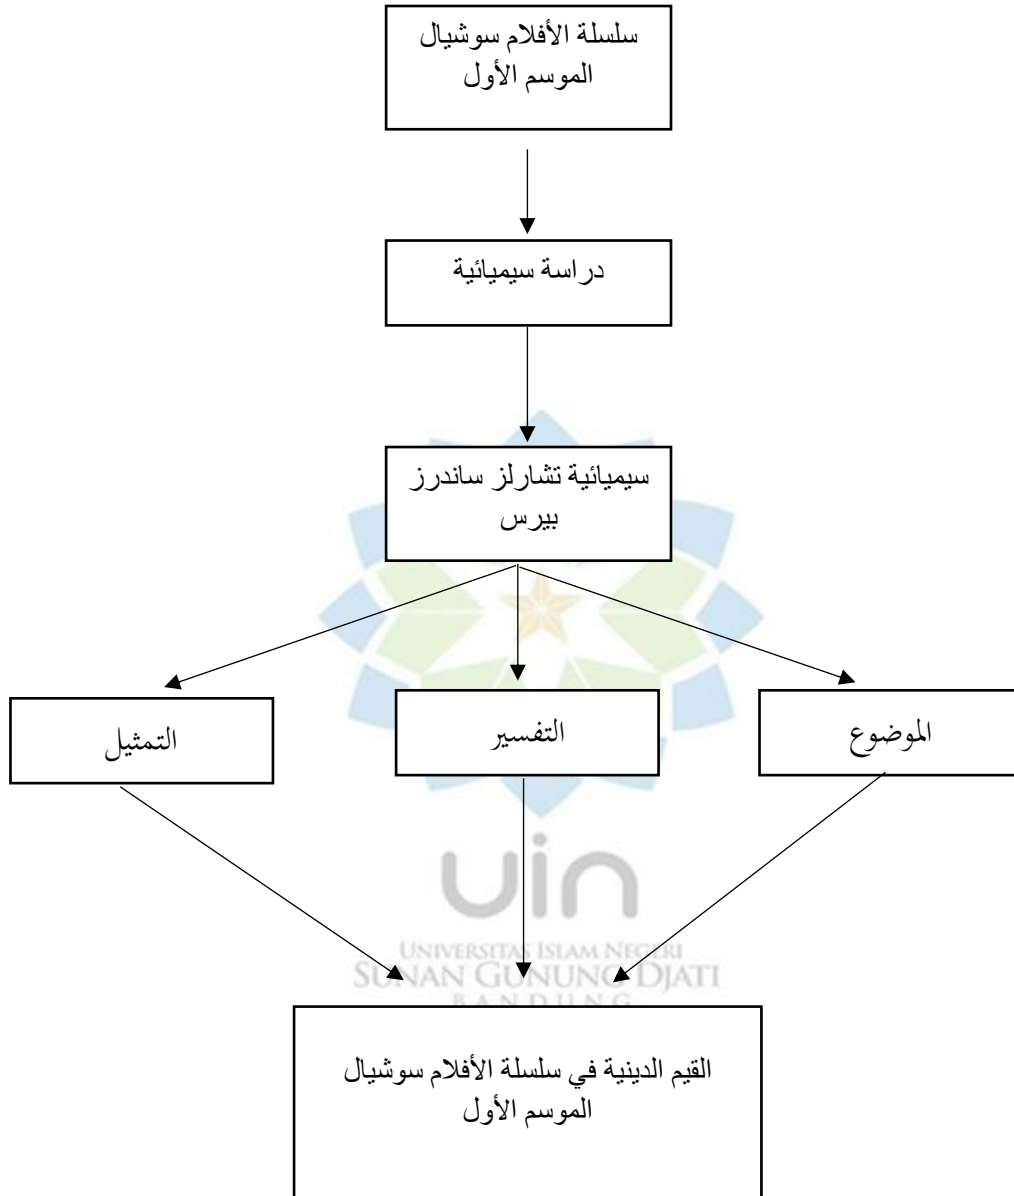 سلسلة الأفلام سوشيال
الموسم الأول
دراسة سيميائية
سيميائية تشارلز ساندرز
بيرس
الموضوع
التفسير
التمثيل
uin
UNIVERSITAS ISLAM NEGERI
SUNAN GUNUNG DJATI
BANDUNG
القيم الدينية في سلسلة الأفلام سوشيال
الموسم الأول